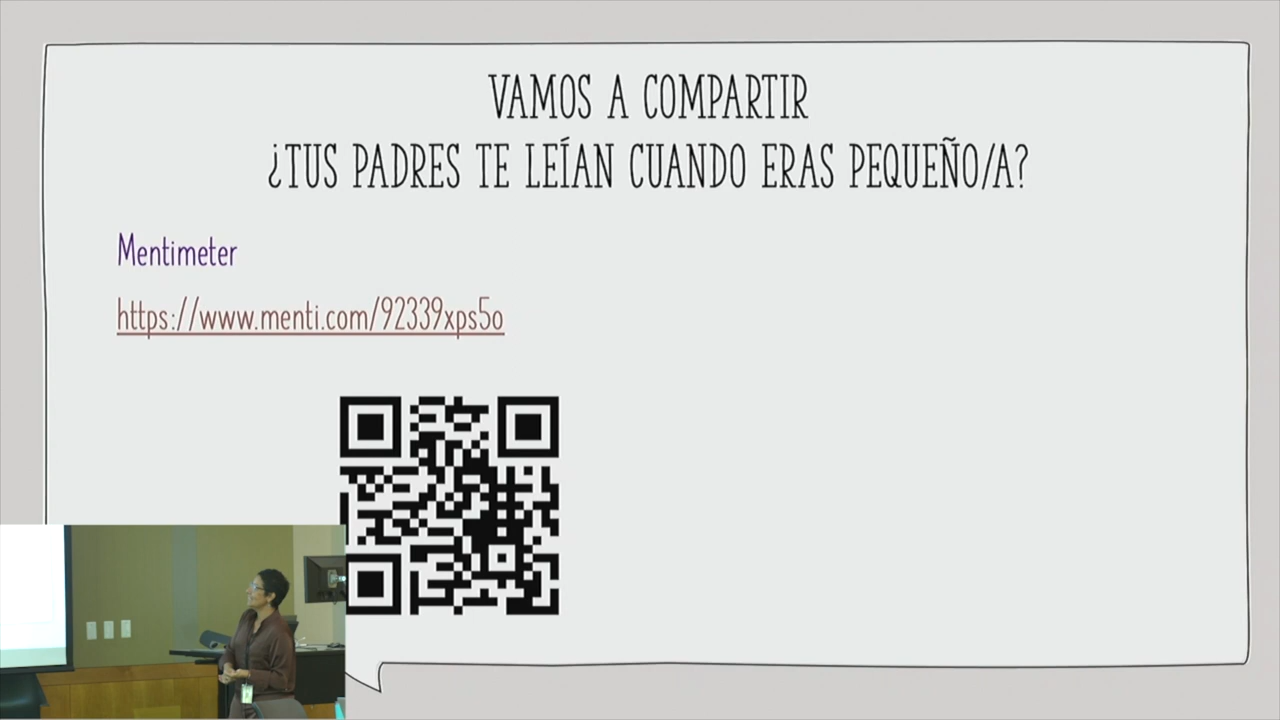 VAMOS A COMPARTIR
¿TUS PADRES TE LEÍAN CUANDO ERAS PEQUEÑO/A?
Mentimeter
https://www.menti.com/92339xps5o